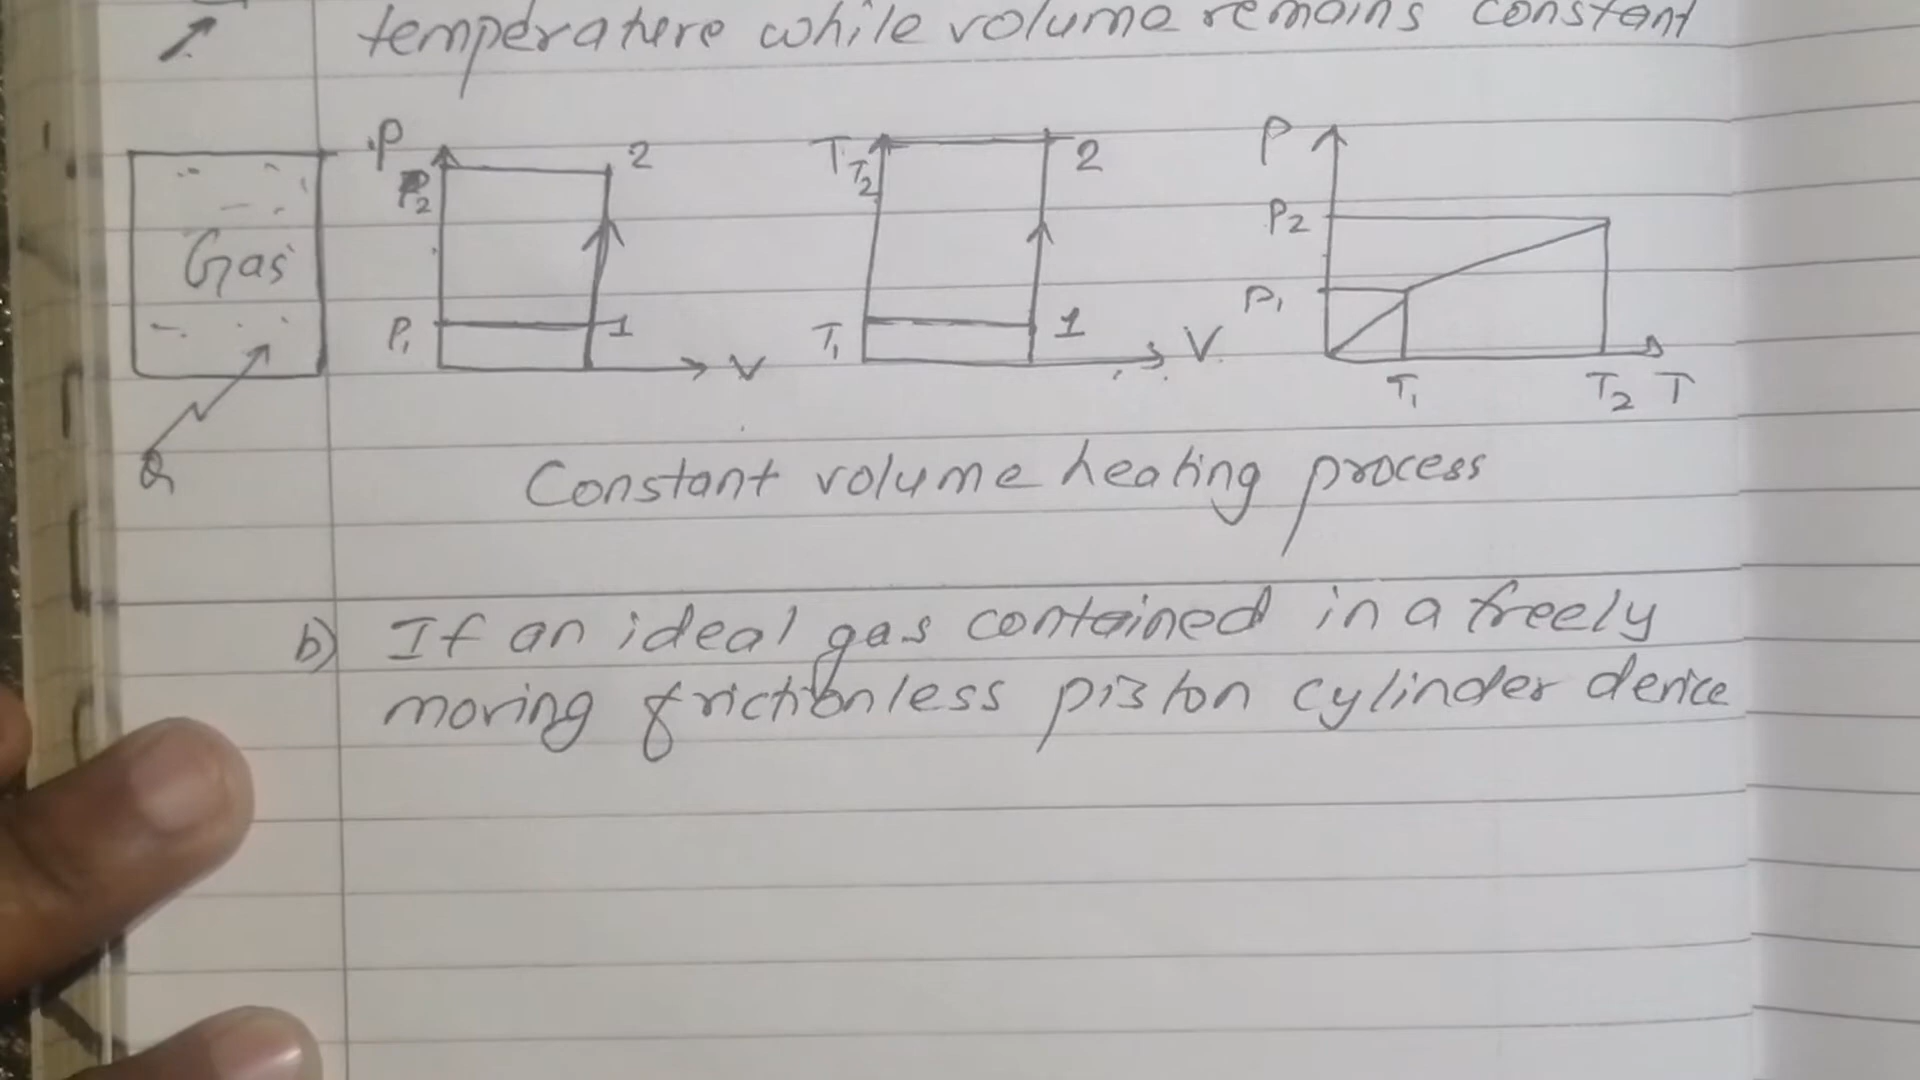 temperature while volume remains constant
P P2 P1 1 2 V
T T2 T1 1 2 V
P P2 P1 T1 T2 T
Gas
Q
Constant volume heating process
b) If an ideal gas contained in a freely
moving frictionless piston cylinder device